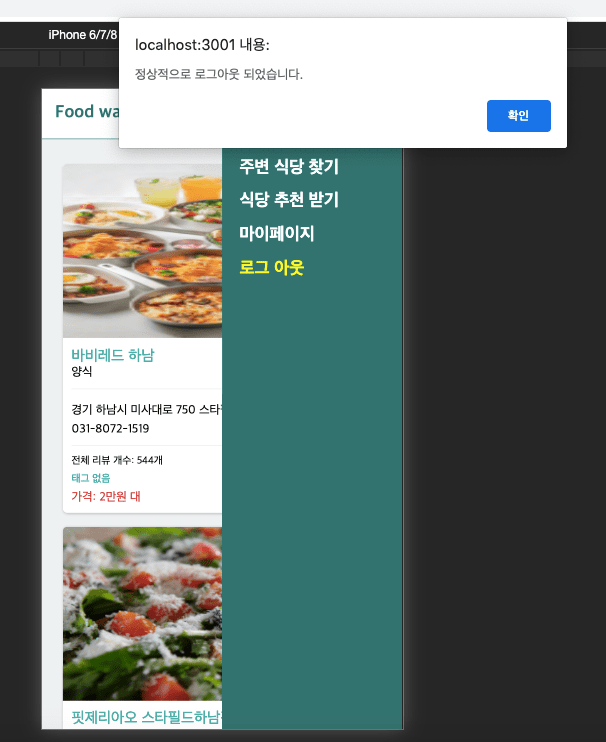 iPhone 6/7/8
localhost:3001 내용:
정상적으로 로그아웃 되었습니다.
확인
Food wa
주변 식당 찾기
식당 추천 받기
마이페이지
로그 아웃
바비레드 하남
양식
경기 하남시 미사대로 750 스타필
031-8072-1519
전체 리뷰 개수: 544개
태그 없음
가격: 2만원 대
핏제리아오 스타필드하남